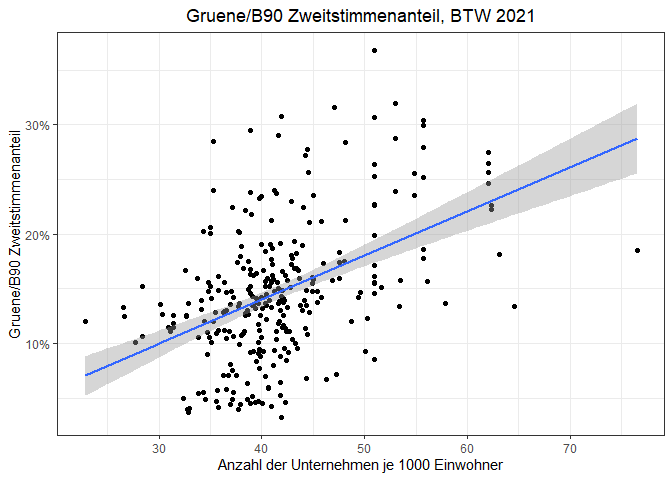 Gruene/B90 Zweitstimmenanteil, BTW 2021
Gruene/B90 Zweitstimmenanteil
30%
20%
10%
30
40
50
60
70
Anzahl der Unternehmen je 1000 Einwohner